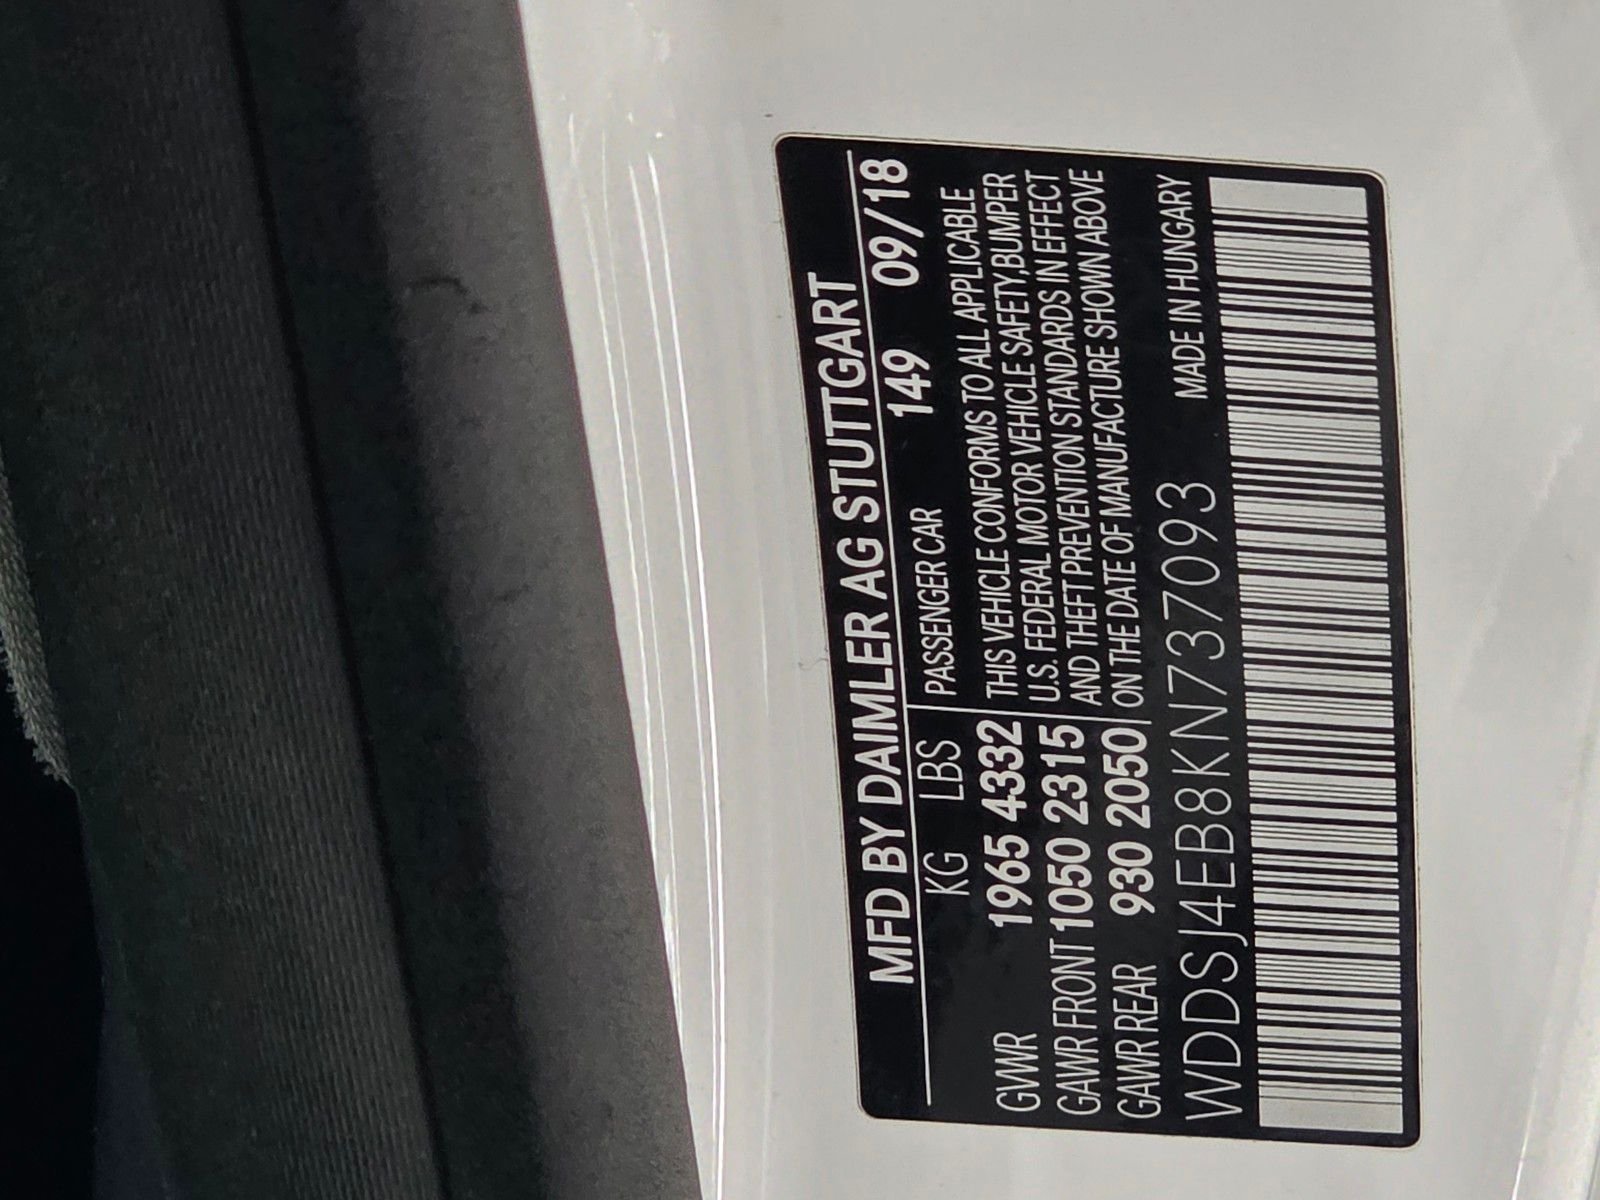 MFD BY DAIMLER AG STUTTGART
KG LBS PASSENGER CAR 149 09/18
GVWR 1965 4332 THIS VEHICLE CONFORMS TO ALL APPLICABLE
GAWR FRONT 1050 2315 U.S. FEDERAL MOTOR VEHICLE SAFETY, BUMPER
GAWR REAR 930 2050 AND THEFT PREVENTION STANDARDS IN EFFECT
ON THE DATE OF MANUFACTURE SHOWN ABOVE
WDDSJ4EB8KN737093 MADE IN HUNGARY